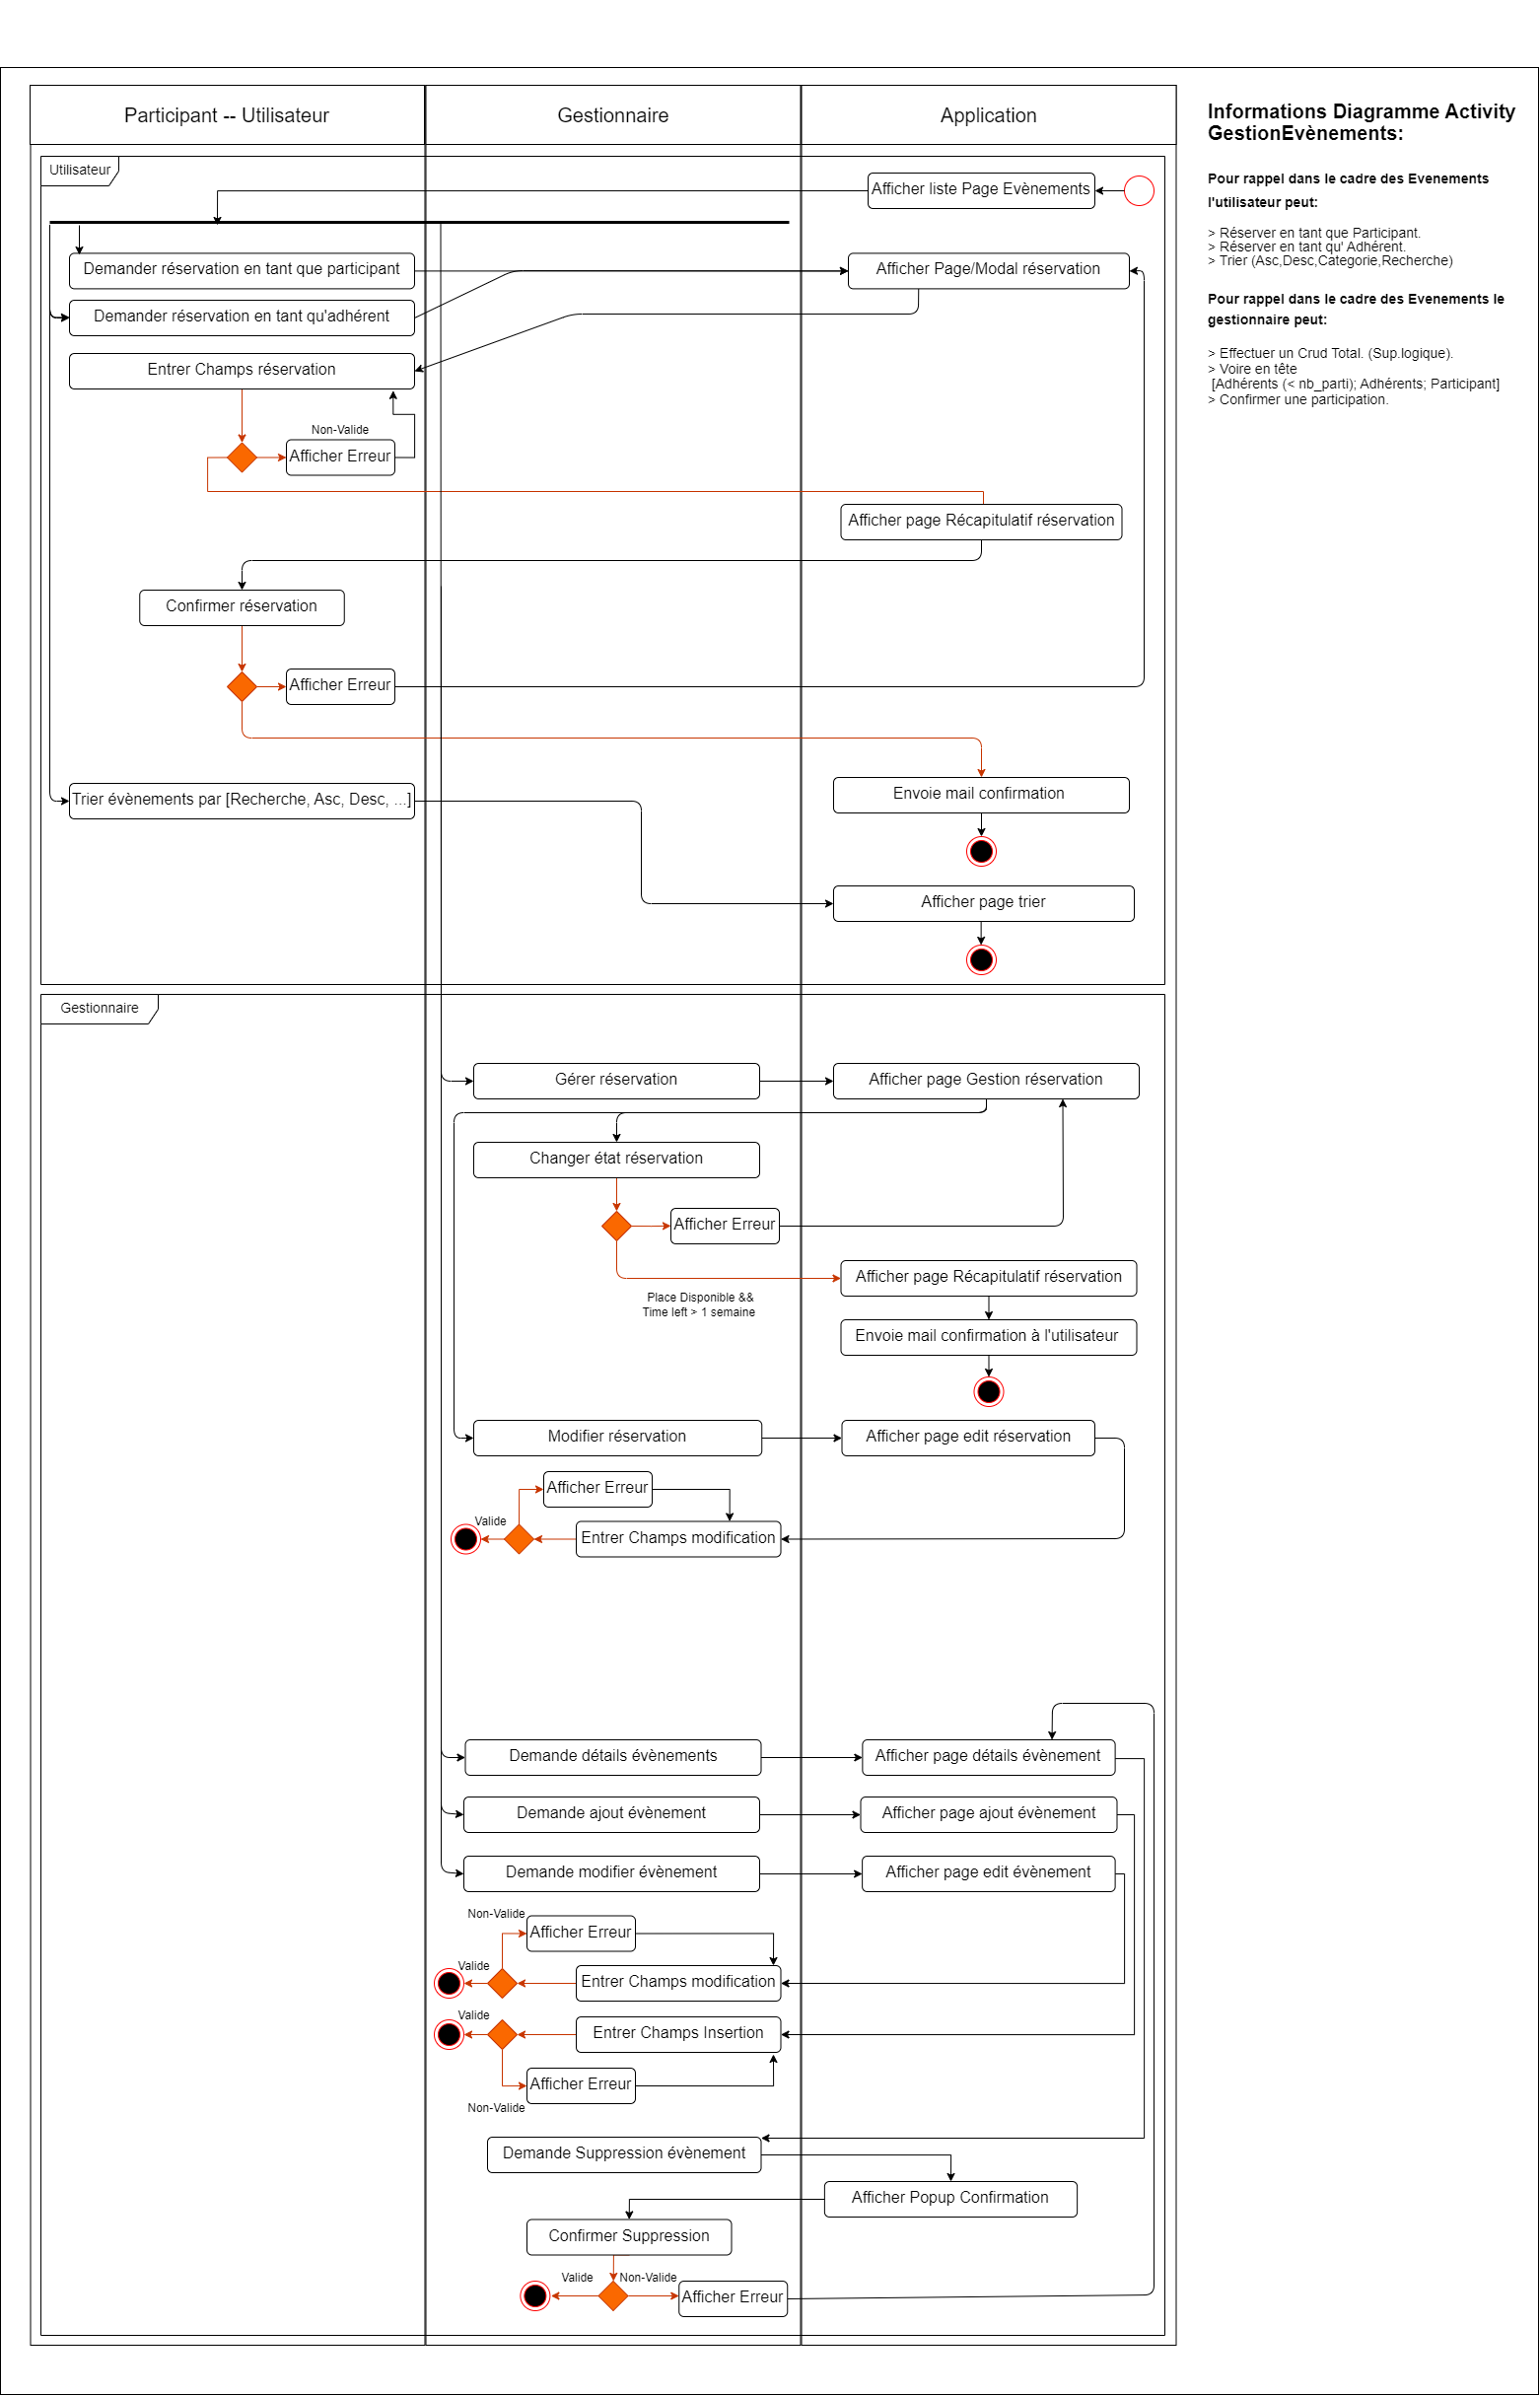 Participant -- Utilisateur
Gestionnaire
Application
Informations Diagramme Activity
GestionEvènements:
Pour rappel dans le cadre des Evenements
l'utilisateur peut:
> Réserver en tant que Participant.
> Réserver en tant qu' Adhérent.
> Trier (Asc,Desc,Categorie,Recherche)
Pour rappel dans le cadre des Evenements le
gestionnaire peut:
> Effectuer un Crud Total. (Sup.logique).
> Voire en tête
[Adhérents (< nb_parti); Adhérents; Participant]
> Confirmer une participation.
Utilisateur
Afficher liste Page Evènements
Demander réservation en tant que participant
Afficher Page/Modal réservation
Demander réservation en tant qu'adhérent
Entrer Champs réservation
Non-Valide
Afficher Erreur
Afficher page Récapitulatif réservation
Confirmer réservation
Afficher Erreur
Envoie mail confirmation
Trier évènements par [Recherche, Asc, Desc, ...]
Afficher page trier
Gestionnaire
Gérer réservation
Afficher page Gestion réservation
Changer état réservation
Afficher Erreur
Afficher page Récapitulatif réservation
Place Disponible &&
Time left > 1 semaine
Envoie mail confirmation à l'utilisateur
Modifier réservation
Afficher page edit réservation
Afficher Erreur
Valide
Entrer Champs modification
Demande détails évènements
Afficher page détails évènement
Demande ajout évènement
Afficher page ajout évènement
Demande modifier évènement
Afficher page edit évènement
Non-Valide
Afficher Erreur
Valide
Entrer Champs modification
Valide
Entrer Champs Insertion
Afficher Erreur
Non-Valide
Demande Suppression évènement
Afficher Popup Confirmation
Confirmer Suppression
Valide
Non-Valide
Afficher Erreur